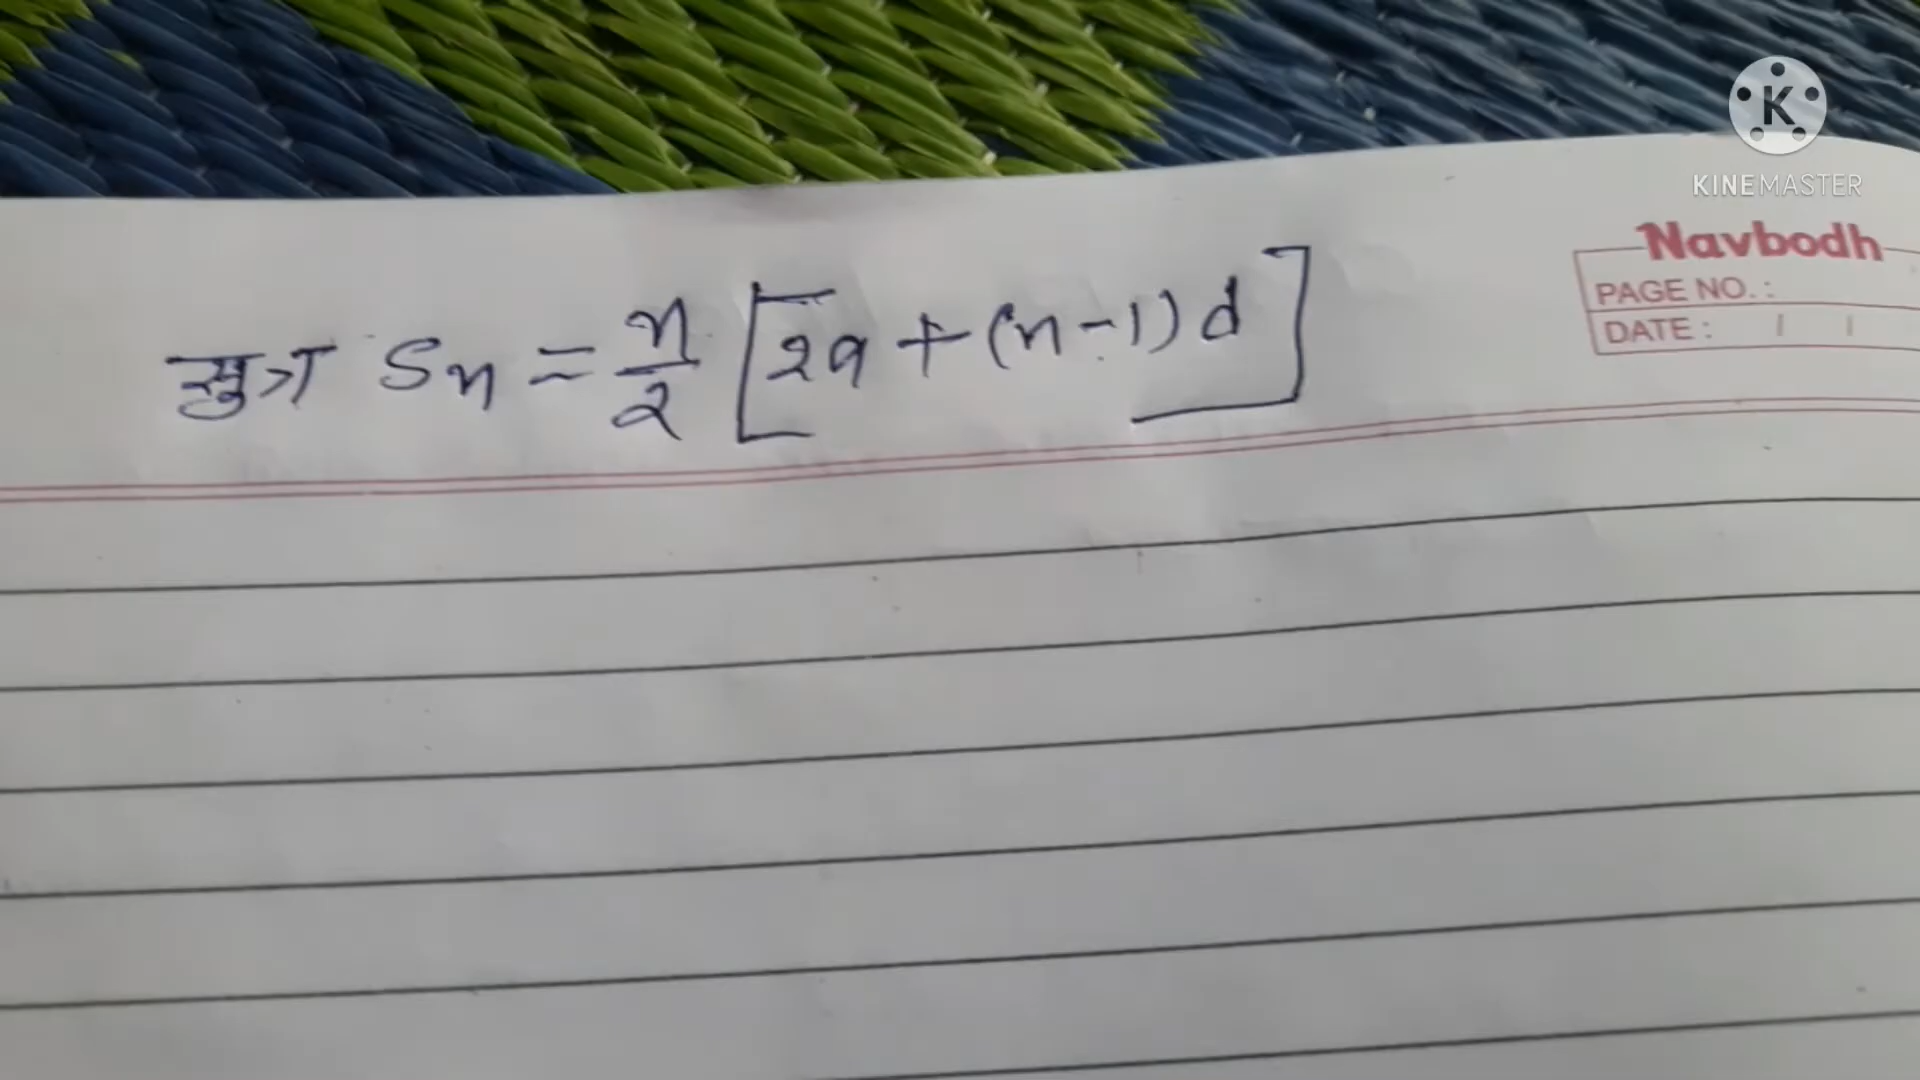 K
KINEMASTER
Navbodh
PAGE NO. :
DATE : / /
सुत्र Sn = n/2 [2a + (n-1) d]